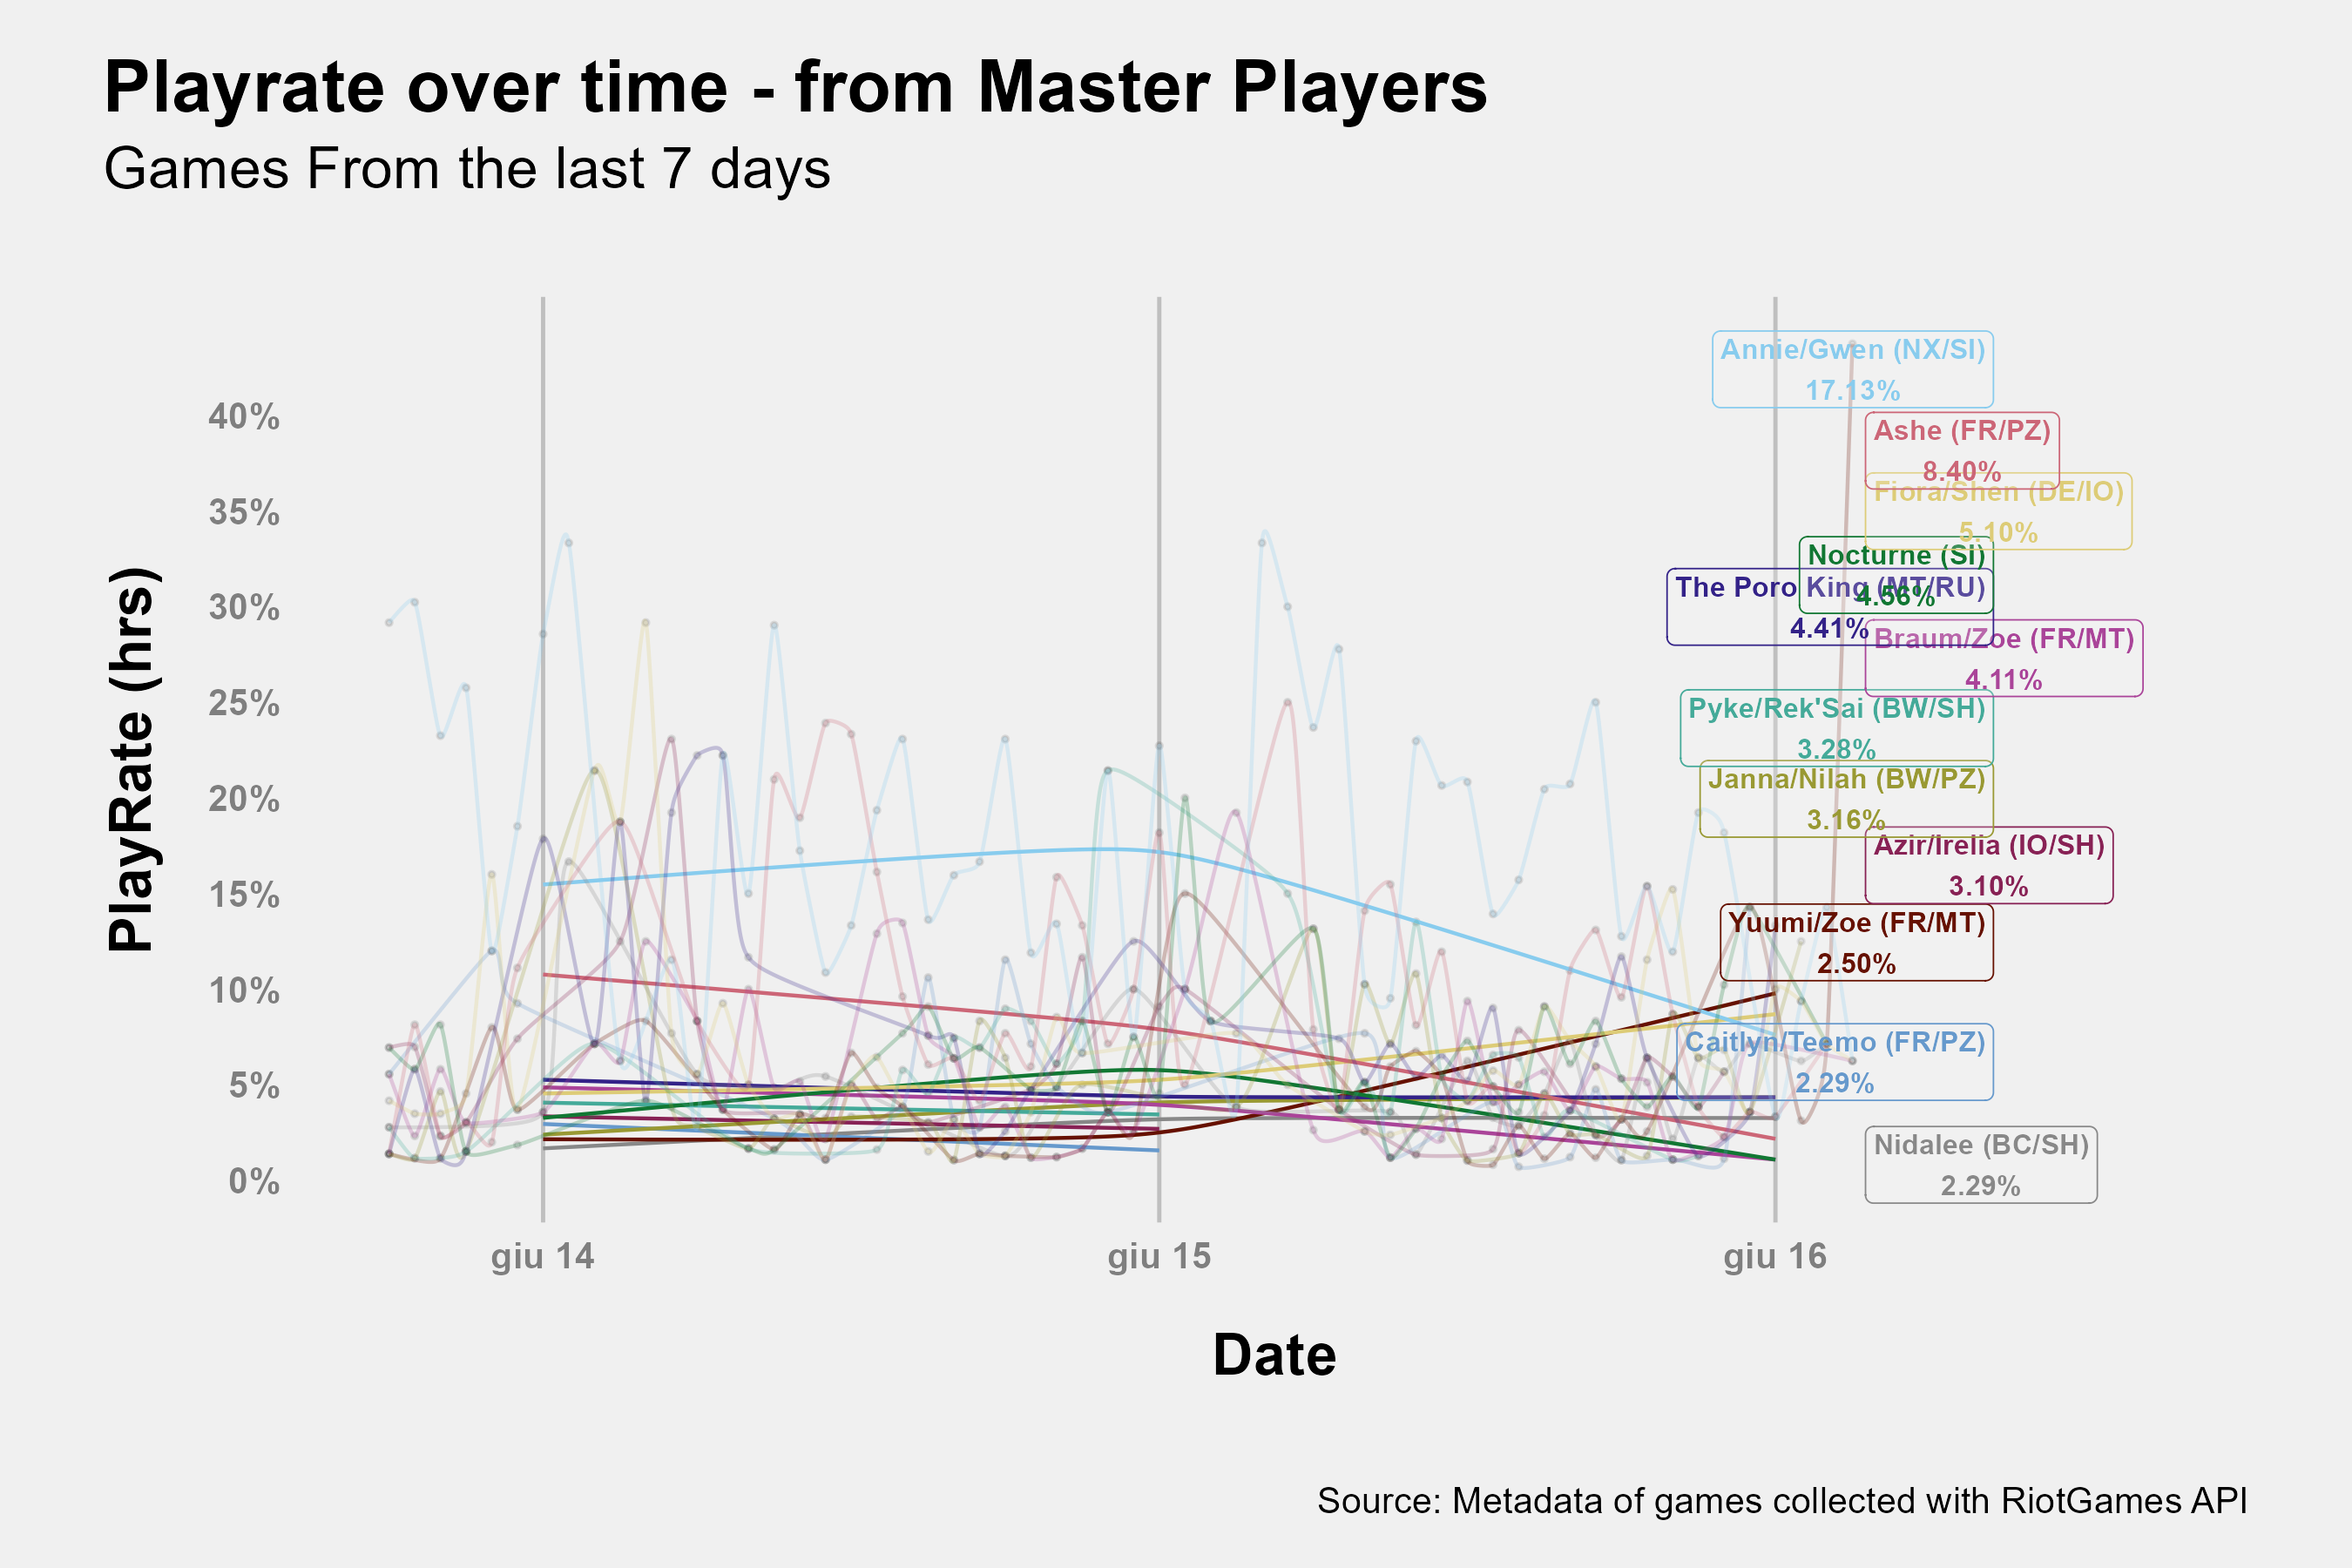 Playrate over time - from Master Players
Games From the last 7 days
PlayRate (hrs)
40%
35%
30%
25%
20%
15%
10%
5%
0%
Annie/Gwen (NX/SI)
17.13%
Ashe (FR/PZ)
8.40%
Fiora/Shen (DE/IO)
5.10%
Nocturne (SI)
4.56%
The Poro King (MT/RU)
4.41%
Braum/Zoe (FR/MT)
4.11%
Pyke/Rek'Sai (BW/SH)
3.28%
Janna/Nilah (BW/PZ)
3.16%
Azir/Irelia (IO/SH)
3.10%
Yuumi/Zoe (FR/MT)
2.50%
Caitlyn/Teemo (FR/PZ)
2.29%
Nidalee (BC/SH)
2.29%
giu 14
giu 15
giu 16
Date
Source: Metadata of games collected with RiotGames API